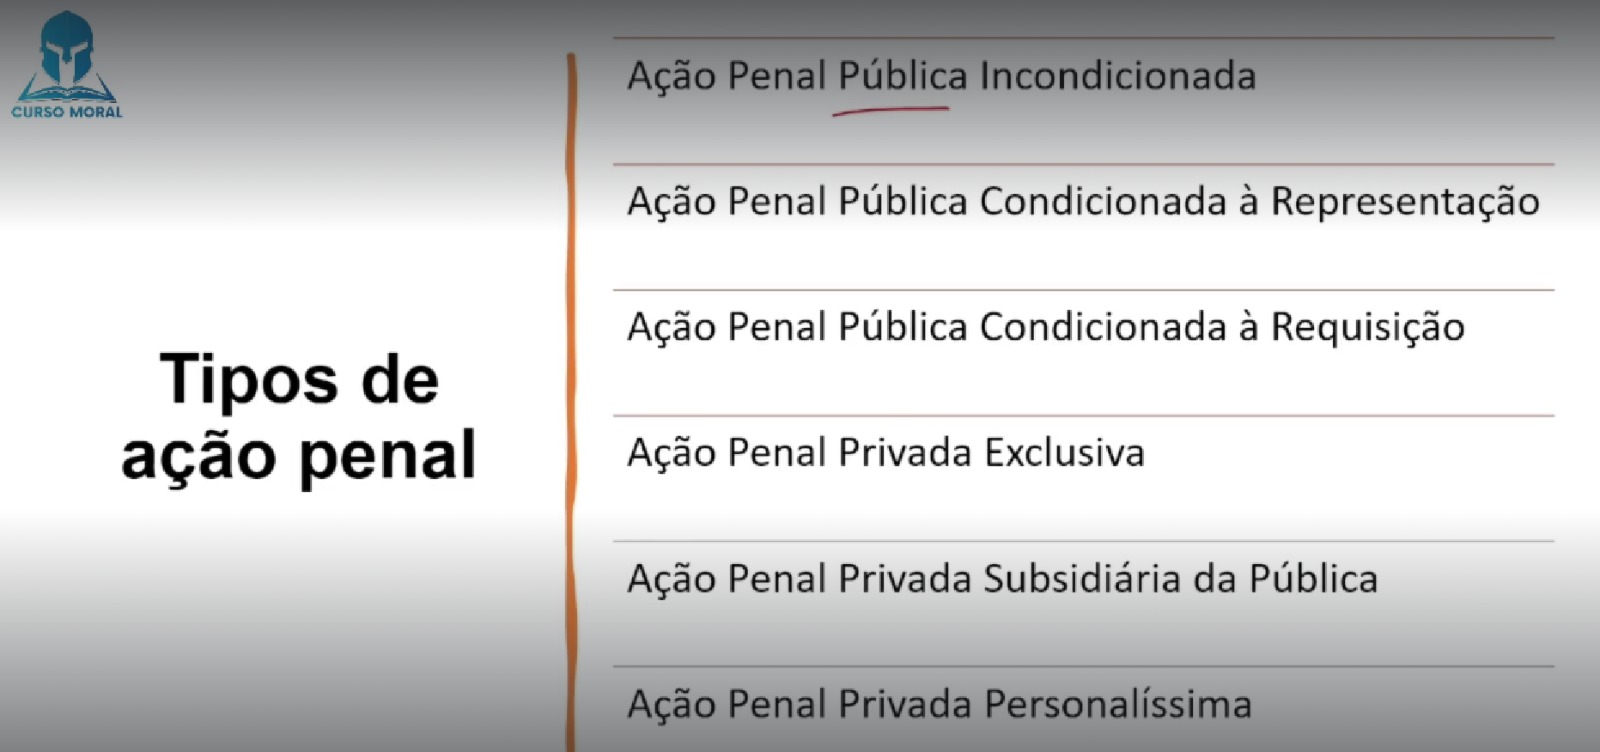 CURSO MORAL
Tipos de
ação penal
Ação Penal Pública Incondicionada
Ação Penal Pública Condicionada à Representação
Ação Penal Pública Condicionada à Requisição
Ação Penal Privada Exclusiva
Ação Penal Privada Subsidiária da Pública
Ação Penal Privada Personalíssima